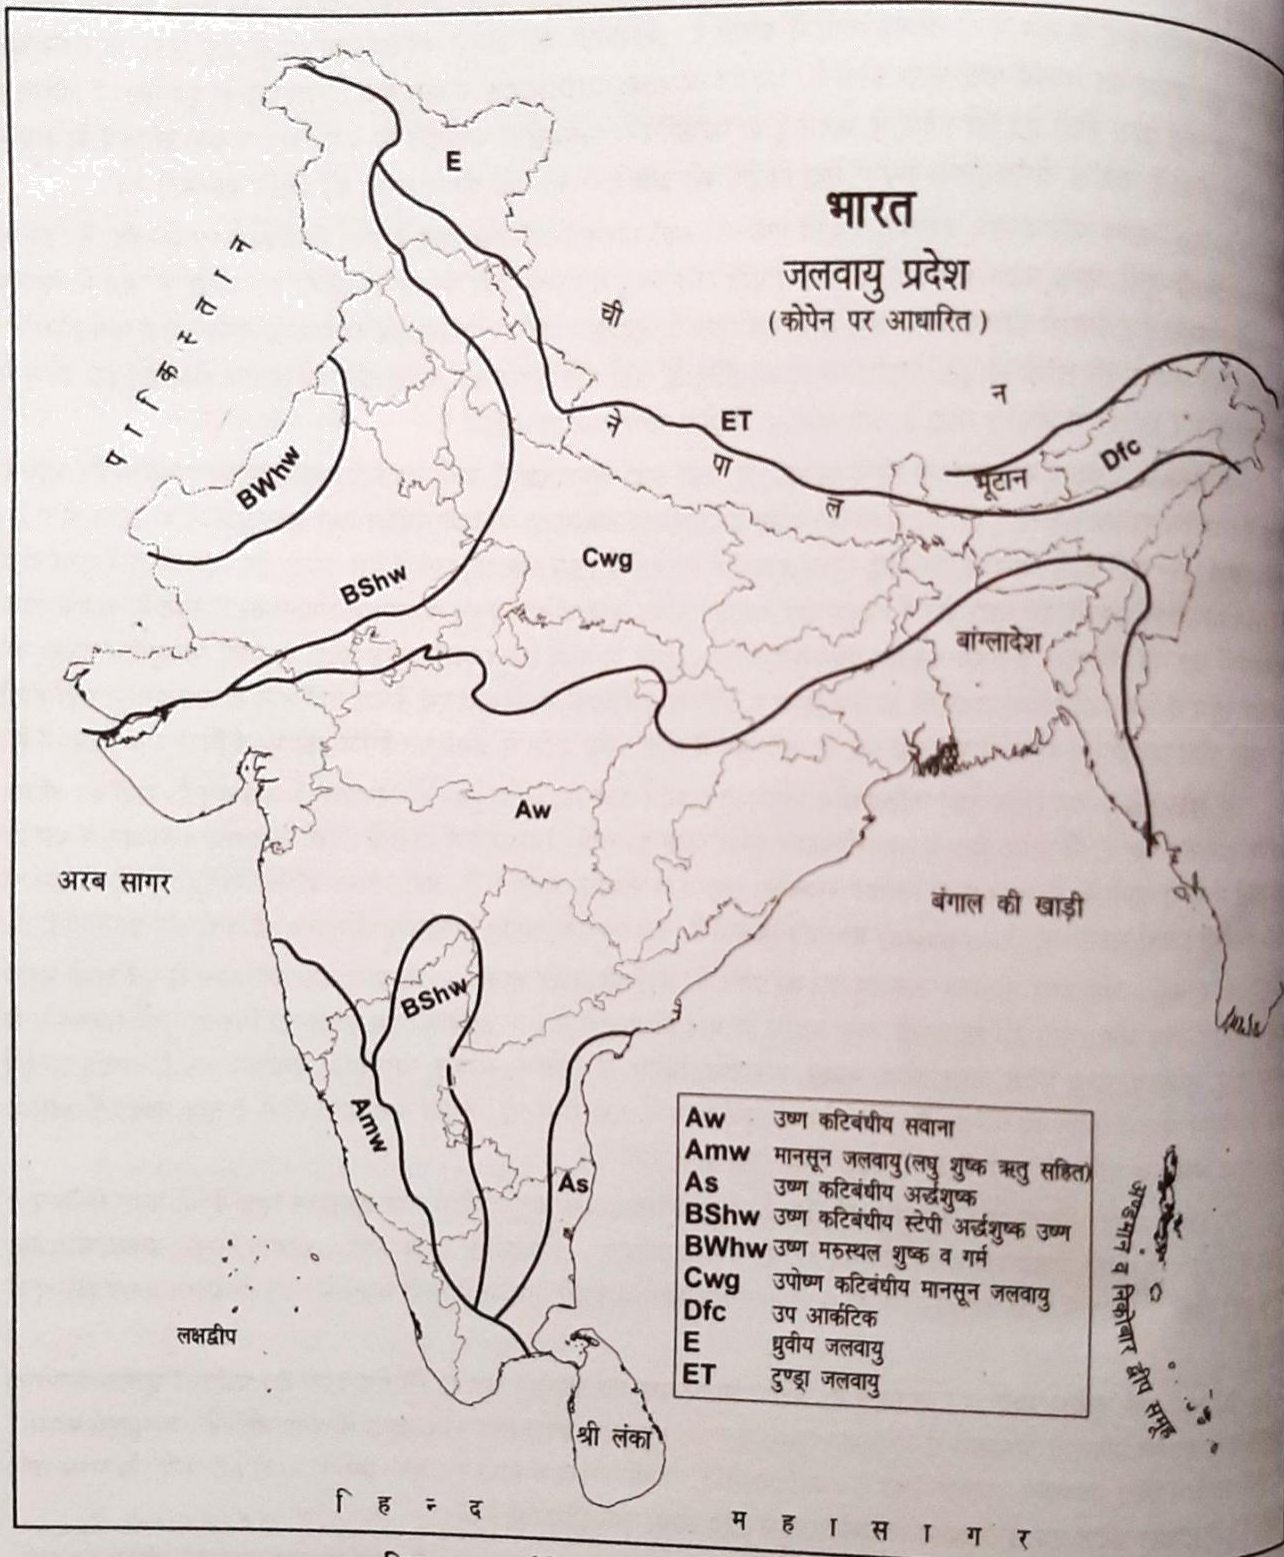 भारत
जलवायु प्रदेश
(कोपेन पर आधारित)
E
पाकिस्तान
चीन
नेपाल
ET
भूटान
Dfc
BWhw
BShw
Cwg
बांग्लादेश
Aw
अरब सागर
बंगाल की खाड़ी
BShw
Amw
As
Aw उष्ण कटिबंधीय सवाना
Amw मानसून जलवायु(लघु शुष्क ऋतु सहित)
As उष्ण कटिबंधीय अर्द्धशुष्क
BShw उष्ण कटिबंधीय स्टेपी अर्द्धशुष्क उष्ण
BWhw उष्ण मरुस्थल शुष्क व गर्म
Cwg उपोष्ण कटिबंधीय मानसून जलवायु
Dfc उप आर्कटिक
E ध्रुवीय जलवायु
ET टुण्ड्रा जलवायु
अण्डमान व निकोबार द्वीप समूह
लक्षद्वीप
श्री लंका
हिन्द महासागर